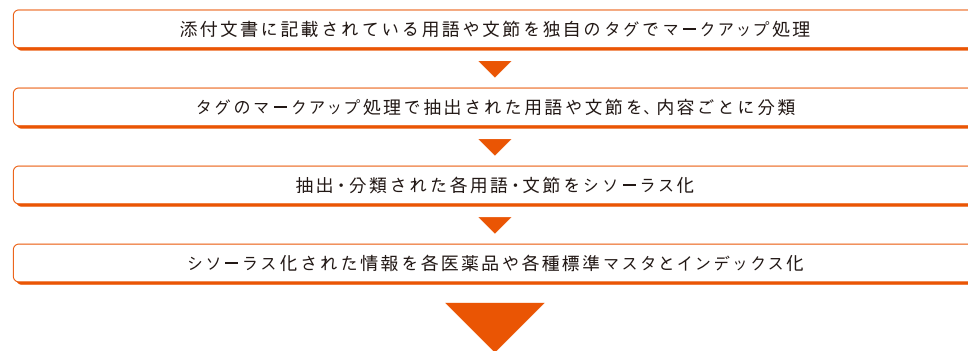 添付文書に記載されている用語や文節を独自のタグでマークアップ処理
タグのマークアップ処理で抽出された用語や文節を、内容ごとに分類
抽出・分類された各用語・文節をシソーラス化
シソーラス化された情報を各医薬品や各種標準マスタとインデックス化